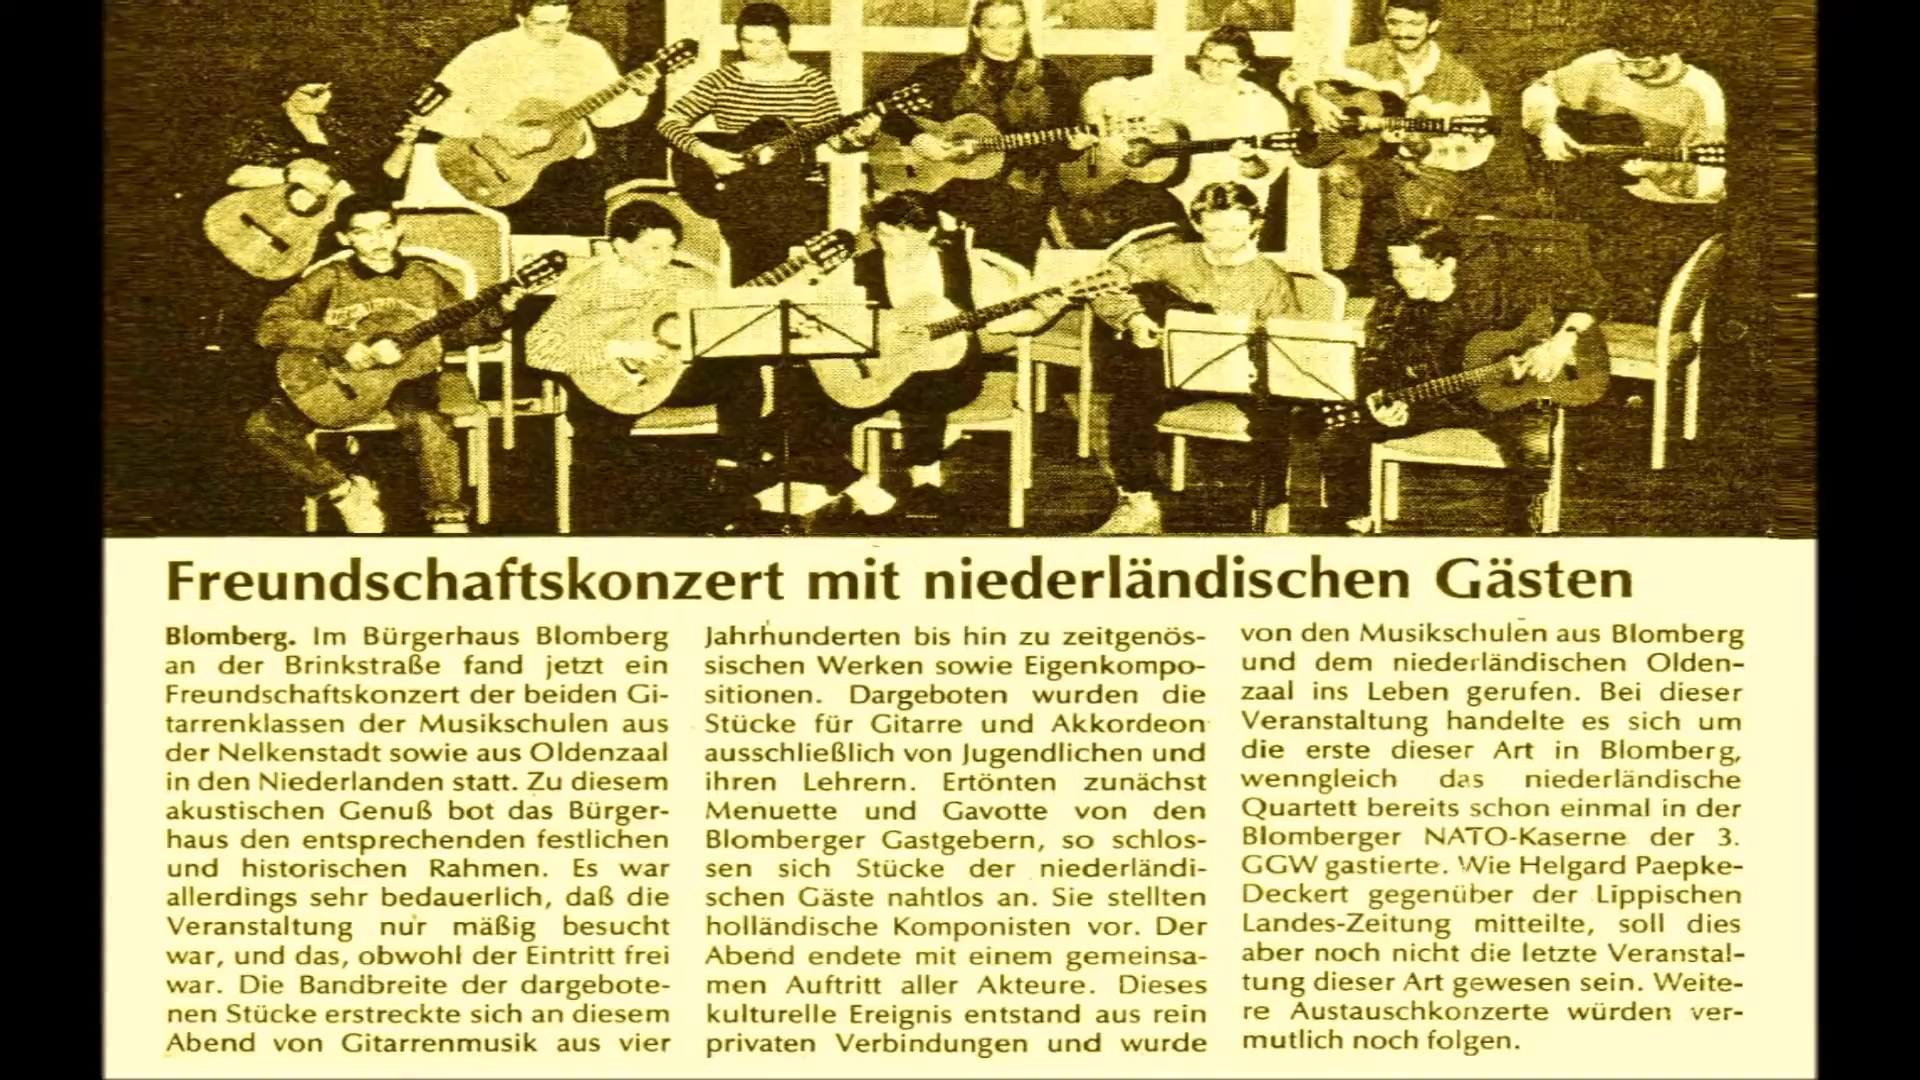 Freundschaftskonzert mit niederländischen Gästen
Blomberg. Im Bürgerhaus Blomberg
an der Brinkstraße fand jetzt ein
Freundschaftskonzert der beiden Gi-
tarrenklassen der Musikschulen aus
der Nelkenstadt sowie aus Oldenzaal
in den Niederlanden statt. Zu diesem
akustischen Genuß bot das Bürger-
haus den entsprechenden festlichen
und historischen Rahmen. Es war
allerdings sehr bedauerlich, daß die
Veranstaltung nur mäßig besucht
war, und das, obwohl der Eintritt frei
war. Die Bandbreite der dargebote-
nen Stücke erstreckte sich an diesem
Abend von Gitarrenmusik aus vier
Jahrhunderten bis hin zu zeitgenös-
sischen Werken sowie Eigenkompo-
sitionen. Dargeboten wurden die
Stücke für Gitarre und Akkordeon
ausschließlich von Jugendlichen und
ihren Lehrern. Ertönten zunächst
Menuette und Gavotte von den
Blomberger Gastgebern, so schlos-
sen sich Stücke der niederländi-
schen Gäste nahtlos an. Sie stellten
holländische Komponisten vor. Der
Abend endete mit einem gemeinsa-
men Auftritt aller Akteure. Dieses
kulturelle Ereignis entstand aus rein
privaten Verbindungen und wurde
von den Musikschulen aus Blomberg
und dem niederländischen Olden-
zaal ins Leben gerufen. Bei dieser
Veranstaltung handelte es sich um
die erste dieser Art in Blomberg,
wenngleich das niederländische
Quartett bereits schon einmal in der
Blomberger NATO-Kaserne der 3.
GGW gastierte. Wie Helgard Paepke-
Deckert gegenüber der Lippischen
Landes-Zeitung mitteilte, soll dies
aber noch nicht die letzte Veranstal-
tung dieser Art gewesen sein. Weite-
re Austauschkonzerte würden ver-
mutlich noch folgen.